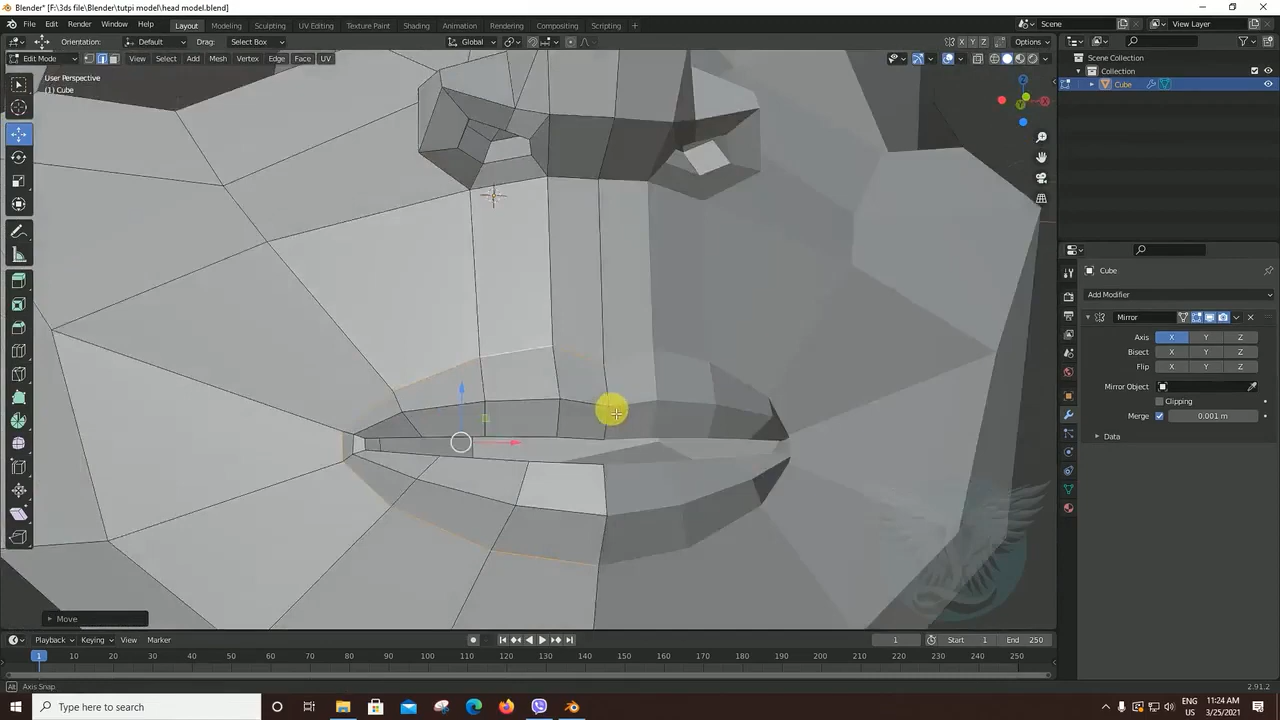 Blender* [F:\3ds file\Blender\tutpi model\head model.blend]
File Edit Render Window Help Layout Modeling Sculpting UV Editing Texture Paint Shading Animation Rendering Compositing Scripting + Scene View Layer
Orientation: Default Drag: Select Box Global X Y Z Options
Edit Mode View Select Add Mesh Vertex Edge Face UV
User Perspective
(1) Cube
Scene Collection
Collection
Cube
Cube
Add Modifier
Mirror
Axis X Y Z
Bisect X Y Z
Flip X Y Z
Mirror Object
Clipping
Merge 0.001 m
Data
Move
Playback Keying View Marker 1 Start 1 End 250
1 10 20 30 40 50 60 70 80 90 100 110 120 130 140 150 160 170 180 190 200 210 220 230 240 250
Axis Snap 2.91.2
Type here to search
ENG 11:24 AM
US 3/25/2021